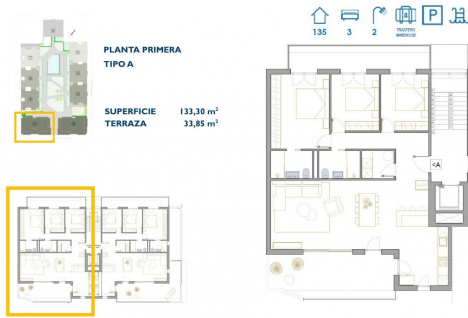 PLANTA PRIMERA
TIPO A
SUPERFICIE 133,30 m²
TERRAZA 33,85 m²
135 3 2 TRASTERO
P
<A